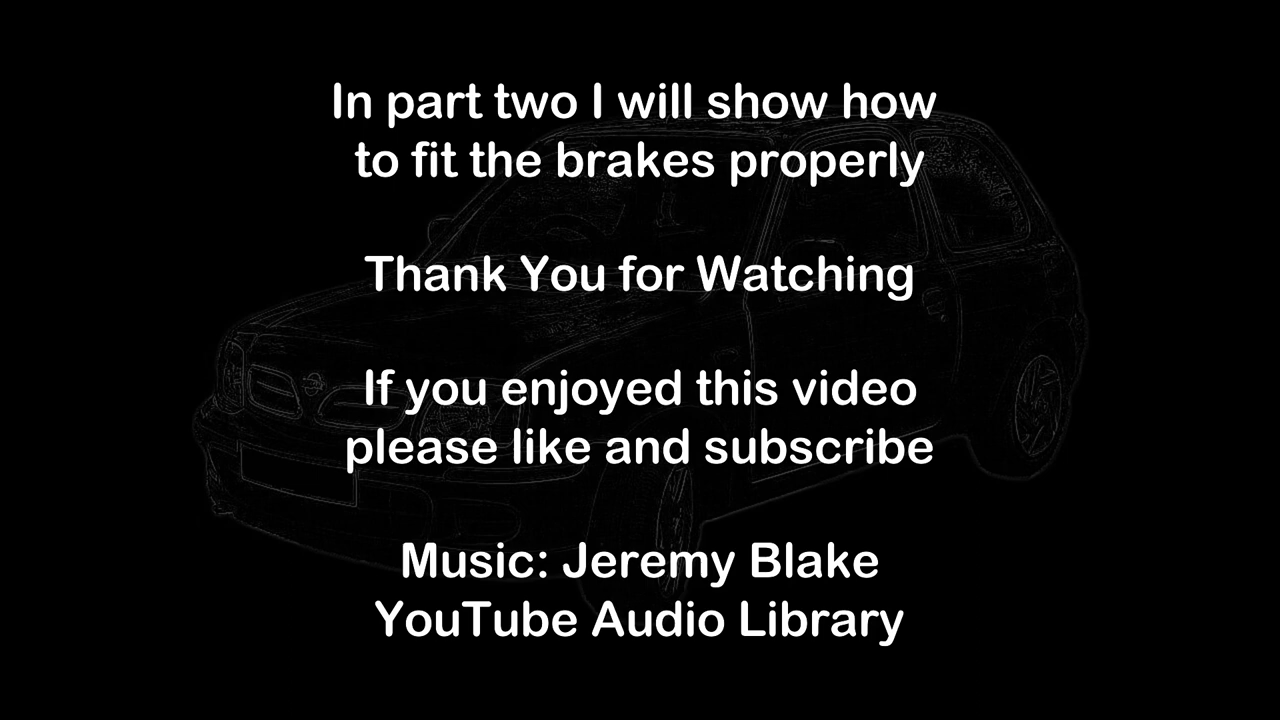 In part two I will show how
to fit the brakes properly
Thank You for Watching
If you enjoyed this video
please like and subscribe
Music: Jeremy Blake
YouTube Audio Library